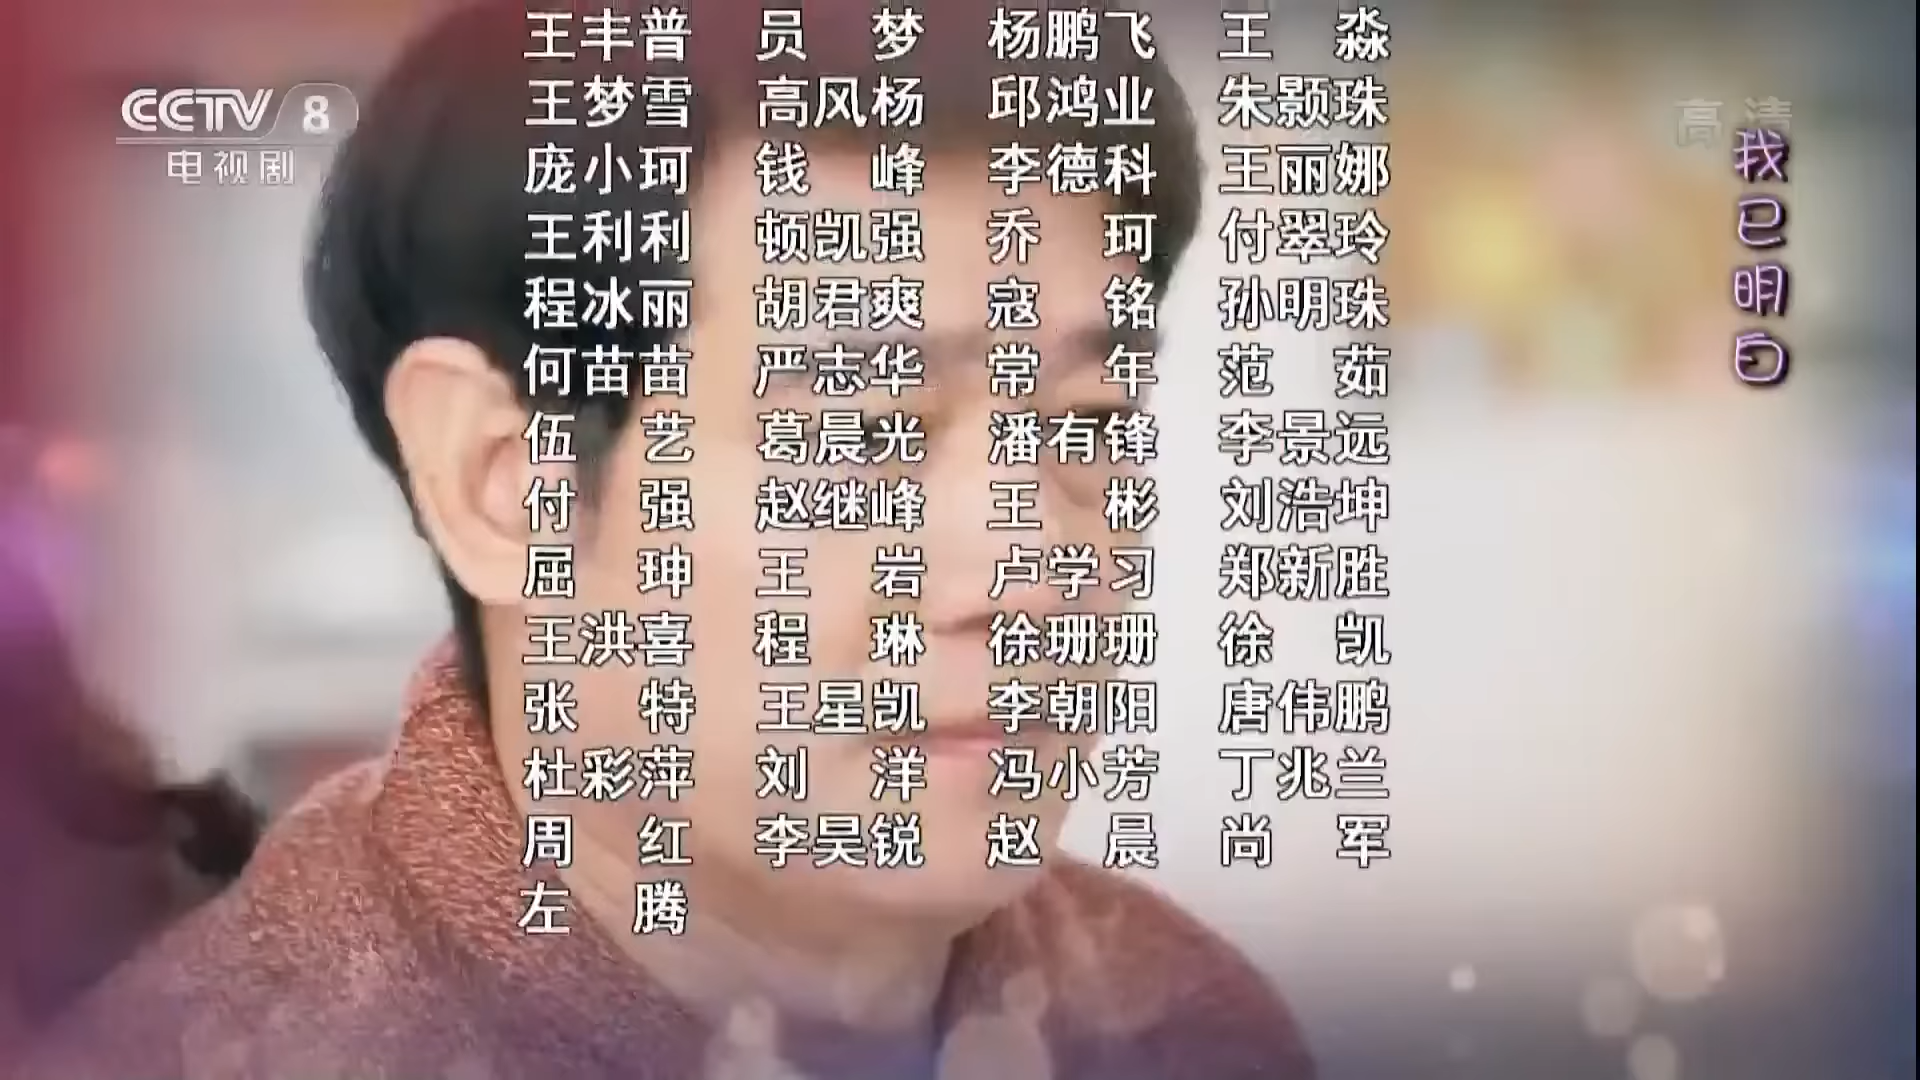 王丰普 员梦 杨鹏飞 王淼
CCTV 8
电视剧
高清
王梦雪 高风杨 邱鸿业 朱颢珠
庞小珂 钱峰 李德科 王丽娜
王利利 顿凯强 乔珂 付翠玲
程冰丽 胡君爽 寇铭 孙明珠
何苗苗 严志华 常年 范茹
伍艺 葛晨光 潘有锋 李景远
付强 赵继峰 王彬 刘浩坤
屈珅 王岩 卢学习 郑新胜
王洪喜 程琳 徐珊珊 徐凯
张特 王星凯 李朝阳 唐伟鹏
杜彩萍 刘洋 冯小芳 丁兆兰
周红 李昊锐 赵晨 尚军
左腾
我已明白